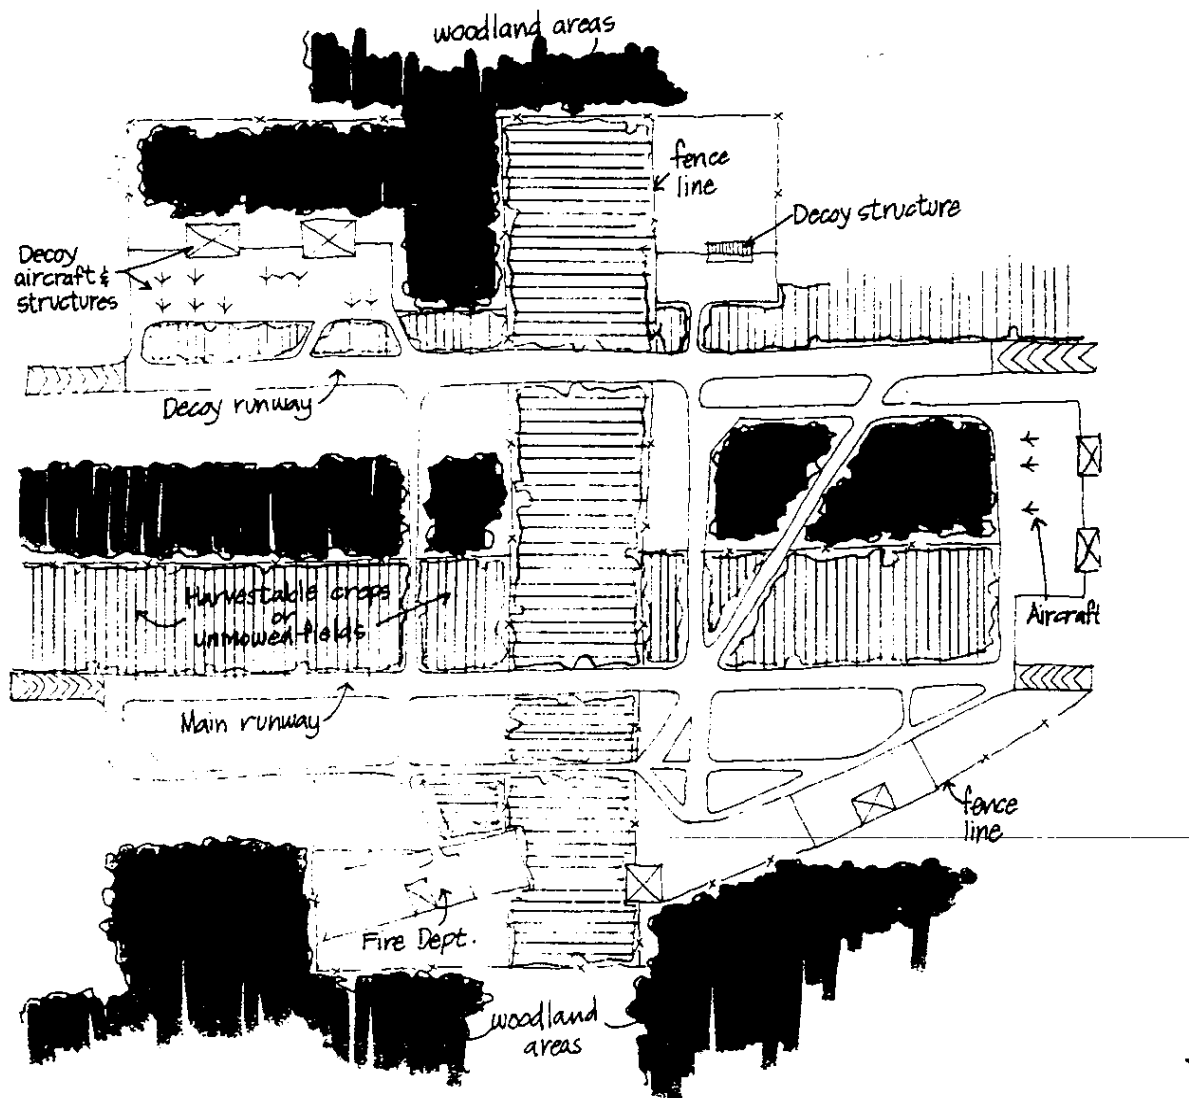 woodland areas
fence
line
Decoy structure
Decoy
aircraft &
structures
Decoy runway
Harvestable crops
or
unmowed fields
Aircraft
Main runway
fence
line
Fire Dept.
woodland
areas